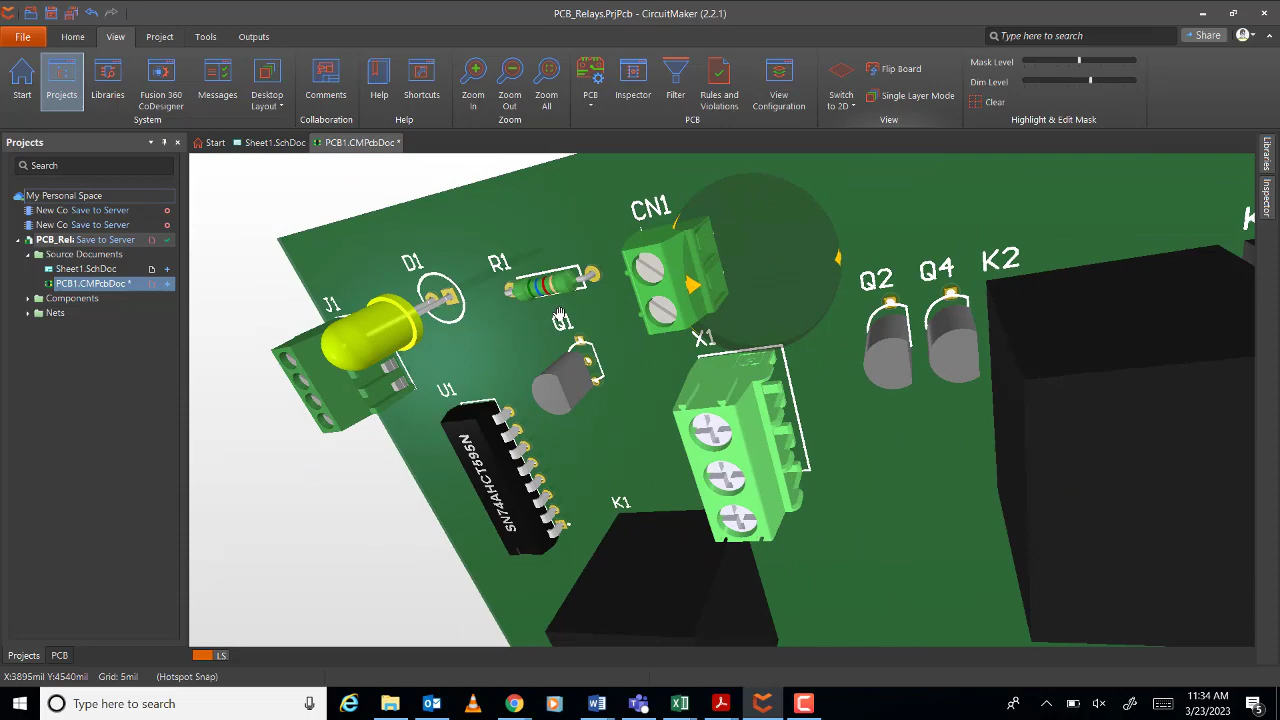 PCB_Relays.PrjPcb - CircuitMaker (2.2.1)
File Home View Project Tools Outputs
Type here to search
Share
Start Projects Libraries Fusion 360 CoDesigner Messages Desktop Layout
Comments
Help Shortcuts
Zoom In Zoom Out Zoom All
PCB Inspector Filter Rules and Violations View Configuration
Switch to 2D Flip Board Single Layer Mode
Mask Level
Dim Level
Clear
System Collaboration Help Zoom PCB View Highlight & Edit Mask
Projects
Start Sheet1.SchDoc PCB1.CMPcbDoc *
Search
My Personal Space
New Co Save to Server
New Co Save to Server
PCB_Rel Save to Server
Source Documents
Sheet1.SchDoc
PCB1.CMPcbDoc *
Components
Nets
Libraries
Inspector
CN1
D1
R1
J1
Q1
X1
U1
K1
Q2
Q4
K2
SN74AHCT595N
Projects PCB
LS
X:3895mil Y:4540mil Grid: 5mil (Hotspot Snap)
Type here to search
11:34 AM
3/23/2023
5